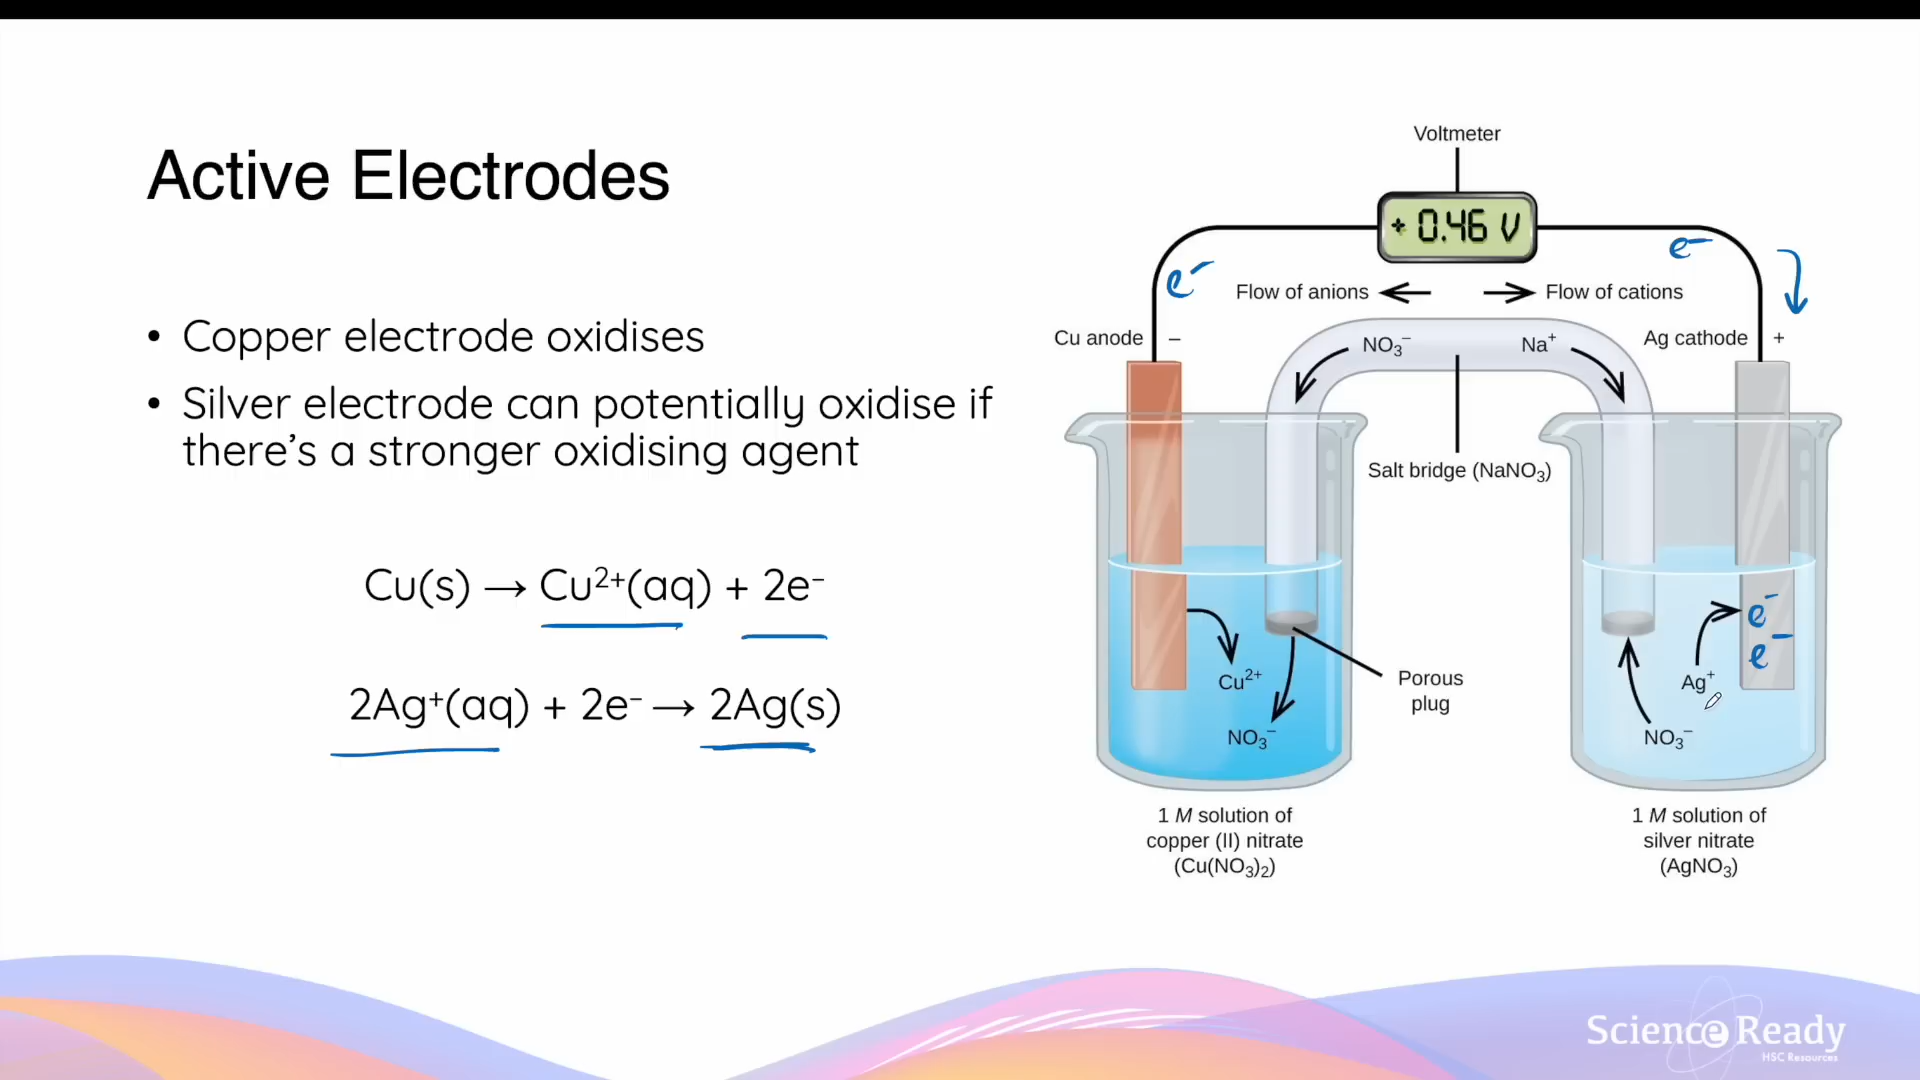 Active Electrodes
• Copper electrode oxidises
• Silver electrode can potentially oxidise if
there's a stronger oxidising agent
Cu(s) → Cu²⁺(aq) + 2e⁻
2Ag⁺(aq) + 2e⁻ → 2Ag(s)
Voltmeter
+ 0.46 V
e⁻
e⁻
Flow of anions ← → Flow of cations
Cu anode –
NO₃⁻
Na⁺
Ag cathode +
Salt bridge (NaNO₃)
e⁻
e⁻
Cu²⁺
Ag⁺
Porous
plug
NO₃⁻
NO₃⁻
1 M solution of
copper (II) nitrate
(Cu(NO₃)₂)
1 M solution of
silver nitrate
(AgNO₃)
Science Ready
HSC Resources